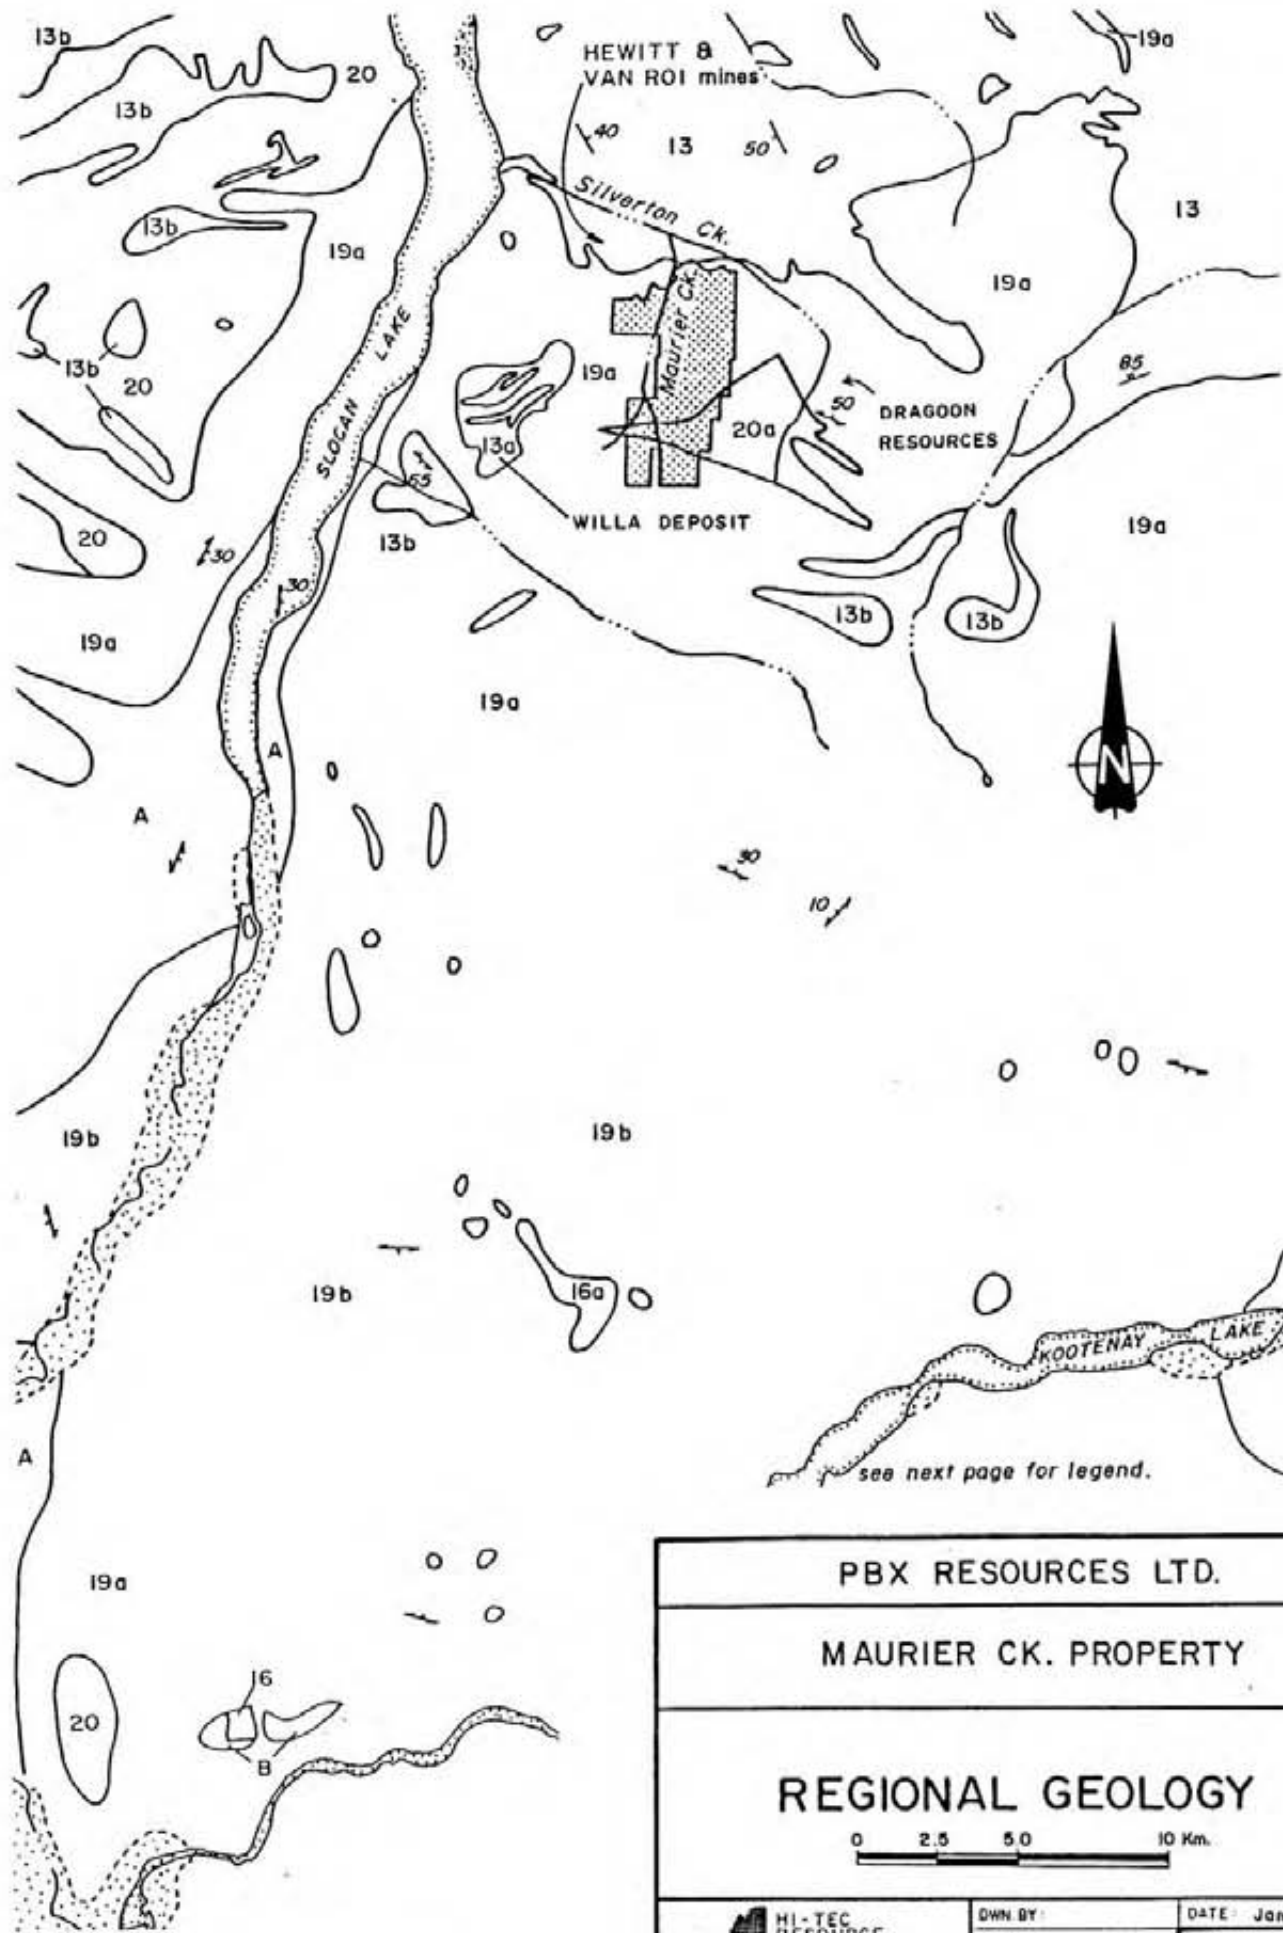 13b
20
HEWITT &
VAN ROI mines
19a
13b
40
13
50
Silverton Ck.
13b
13
19a
19a
SLOCAN LAKE
Maurier Ck.
13b
20
19a
85
50
DRAGOON
RESOURCES
20a
13a
65
WILLA DEPOSIT
20
30
13b
19a
30
19a
13b
13b
19a
A
N
A
30
10
19b
19b
19b
16a
KOOTENAY LAKE
A
see next page for legend.
19a
16
20
B
PBX RESOURCES LTD.
MAURIER CK. PROPERTY
REGIONAL GEOLOGY
0 2.5 5.0 10 Km.
HI-TEC
RESOURCE
DWN. BY:
DATE: Jan